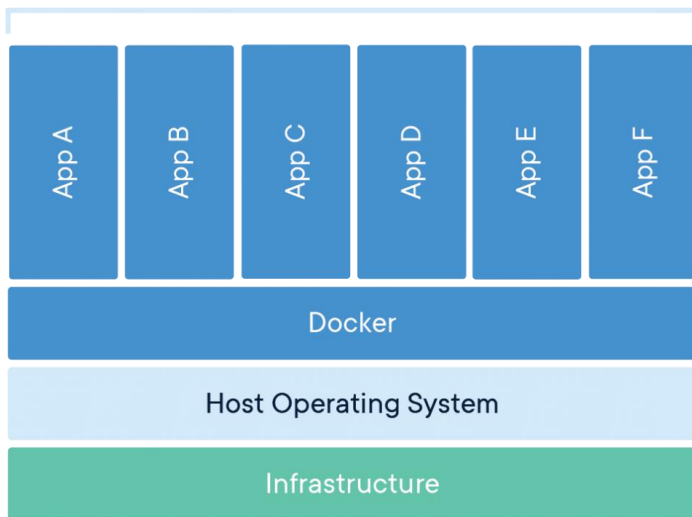 App A
App B
App C
App D
App E
App F
Docker
Host Operating System
Infrastructure